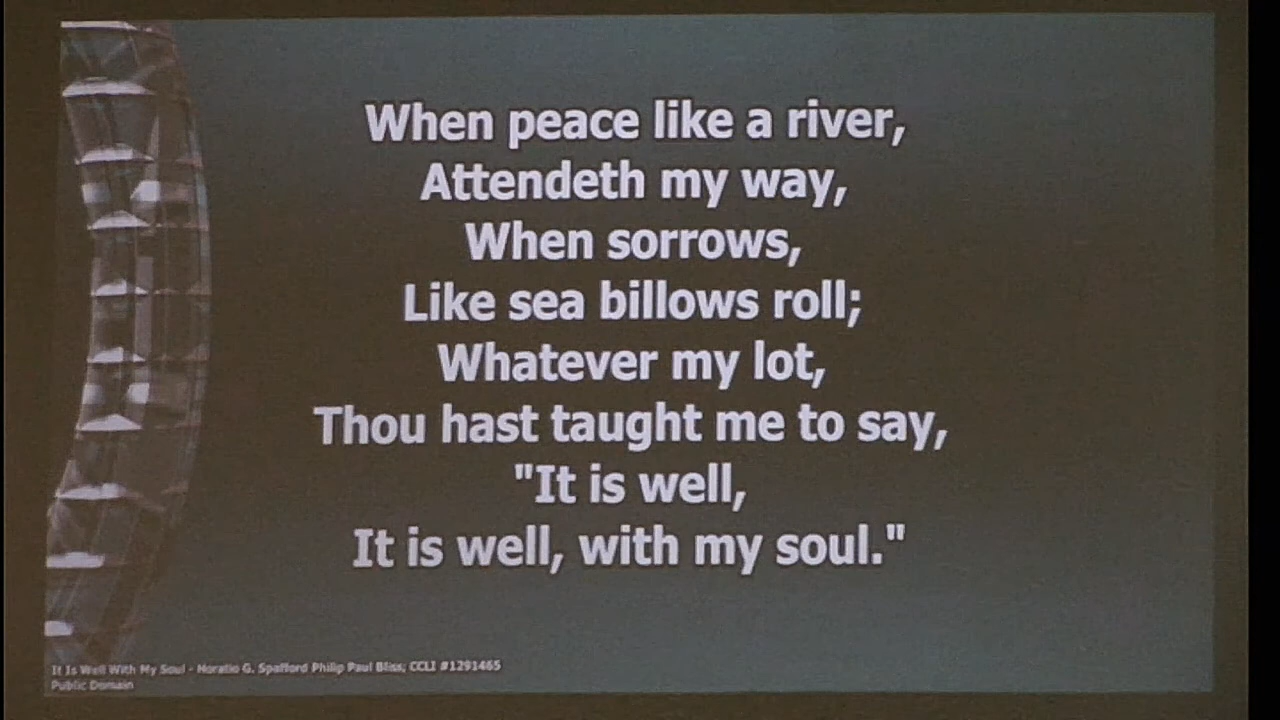 When peace like a river,
Attendeth my way,
When sorrows,
Like sea billows roll;
Whatever my lot,
Thou hast taught me to say,
"It is well,
It is well, with my soul."
It Is Well With My Soul - Horatio G. Spafford Philip Paul Bliss; CCLI #1291465
Public Domain